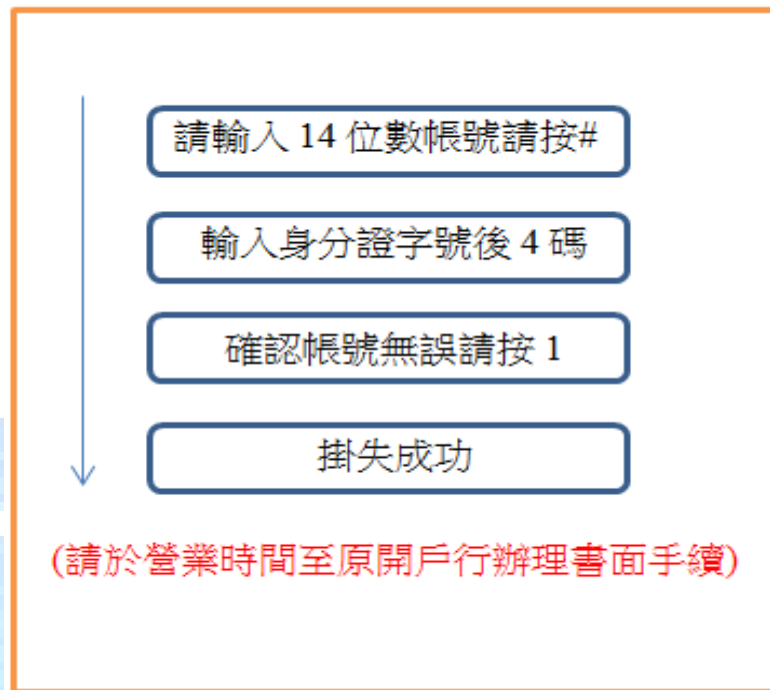 請輸入 14 位數帳號請按#
輸入身分證字號後 4 碼
確認帳號無誤請按 1
掛失成功
(請於營業時間至原開戶行辦理書面手續)